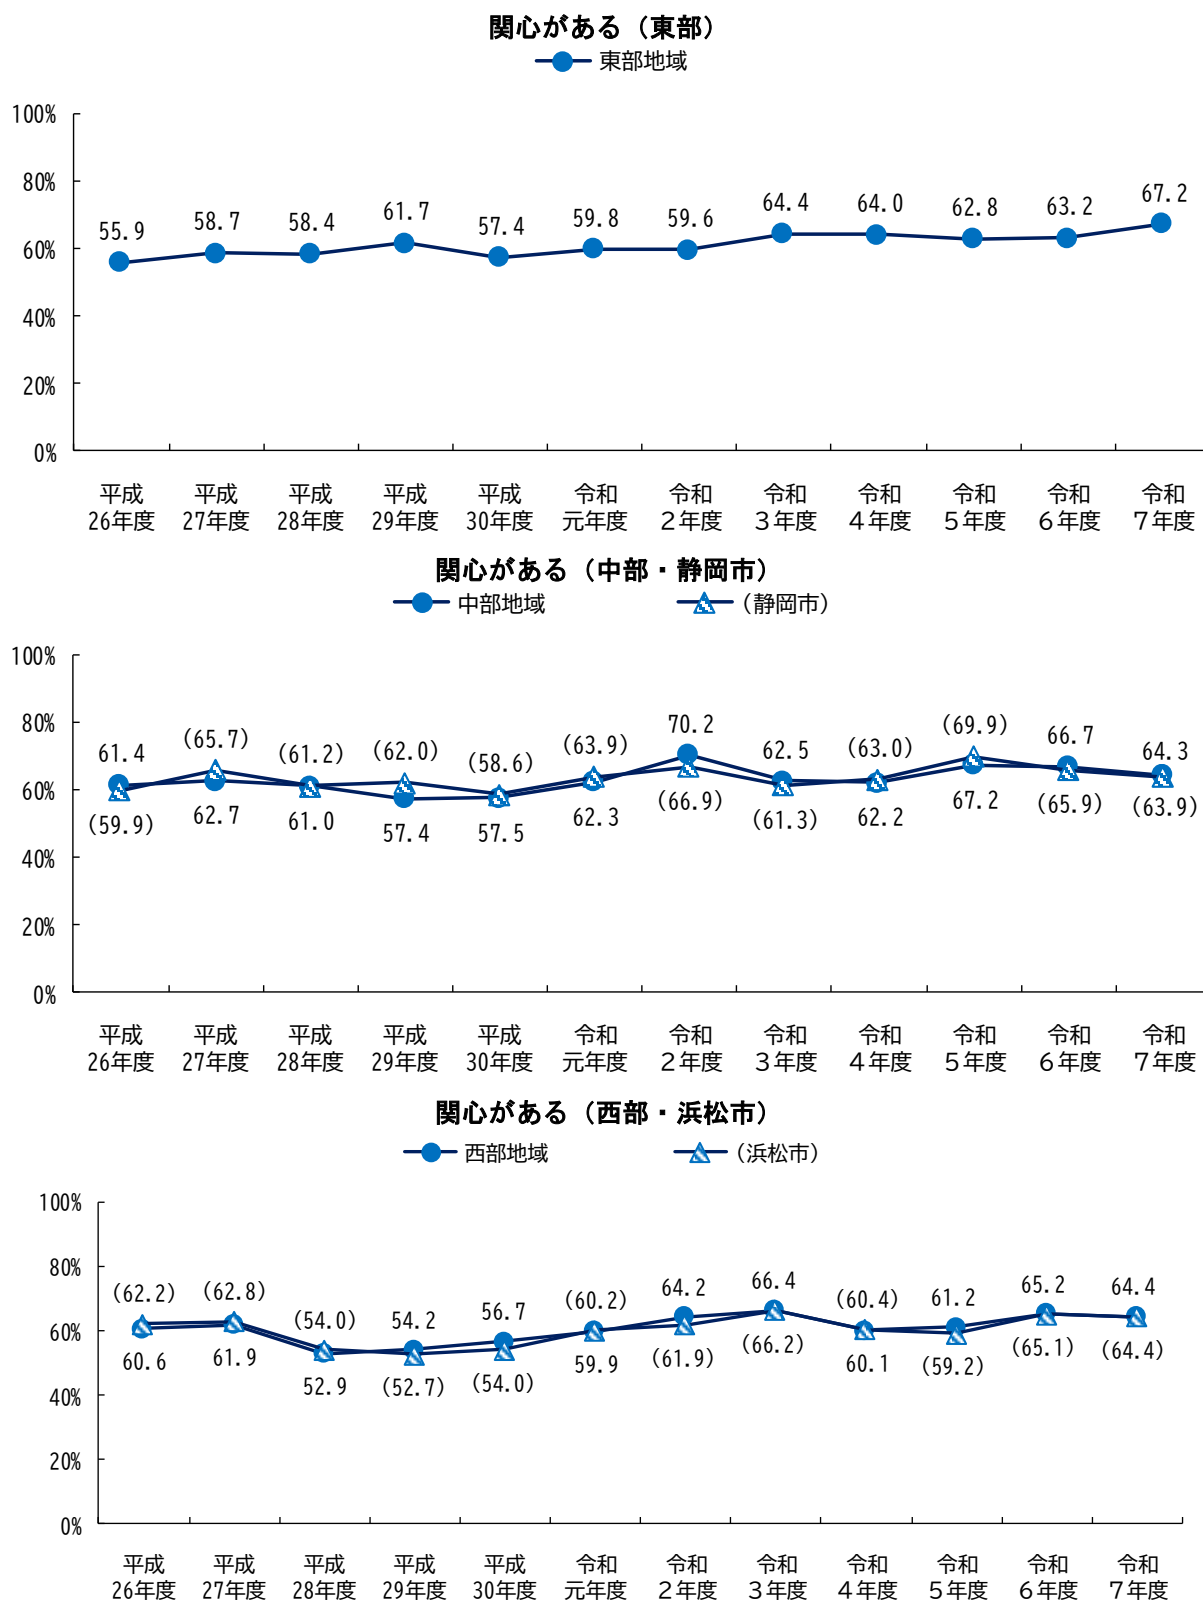 関心がある（東部）
東部地域
100%
80%
60%
40%
20%
0%
55.9 58.7 58.4 61.7 57.4 59.8 59.6 64.4 64.0 62.8 63.2 67.2
平成 平成 平成 平成 平成 令和 令和 令和 令和 令和 令和 令和
26年度 27年度 28年度 29年度 30年度 元年度 ２年度 ３年度 ４年度 ５年度 ６年度 ７年度
関心がある（中部・静岡市）
中部地域 （静岡市）
100%
80%
60%
40%
20%
0%
61.4 (65.7) (61.2) (62.0) (58.6) (63.9) 70.2 62.5 (63.0) (69.9) 66.7 64.3
(59.9) 62.7 61.0 57.4 57.5 62.3 (66.9) (61.3) 62.2 67.2 (65.9) (63.9)
平成 平成 平成 平成 平成 令和 令和 令和 令和 令和 令和 令和
26年度 27年度 28年度 29年度 30年度 元年度 ２年度 ３年度 ４年度 ５年度 ６年度 ７年度
関心がある（西部・浜松市）
西部地域 （浜松市）
100%
80%
60%
40%
20%
0%
(62.2) (62.8) (54.0) 54.2 56.7 (60.2) 64.2 66.4 (60.4) 61.2 65.2 64.4
60.6 61.9 52.9 (52.7) (54.0) 59.9 (61.9) (66.2) 60.1 (59.2) (65.1) (64.4)
平成 平成 平成 平成 平成 令和 令和 令和 令和 令和 令和 令和
26年度 27年度 28年度 29年度 30年度 元年度 ２年度 ３年度 ４年度 ５年度 ６年度 ７年度